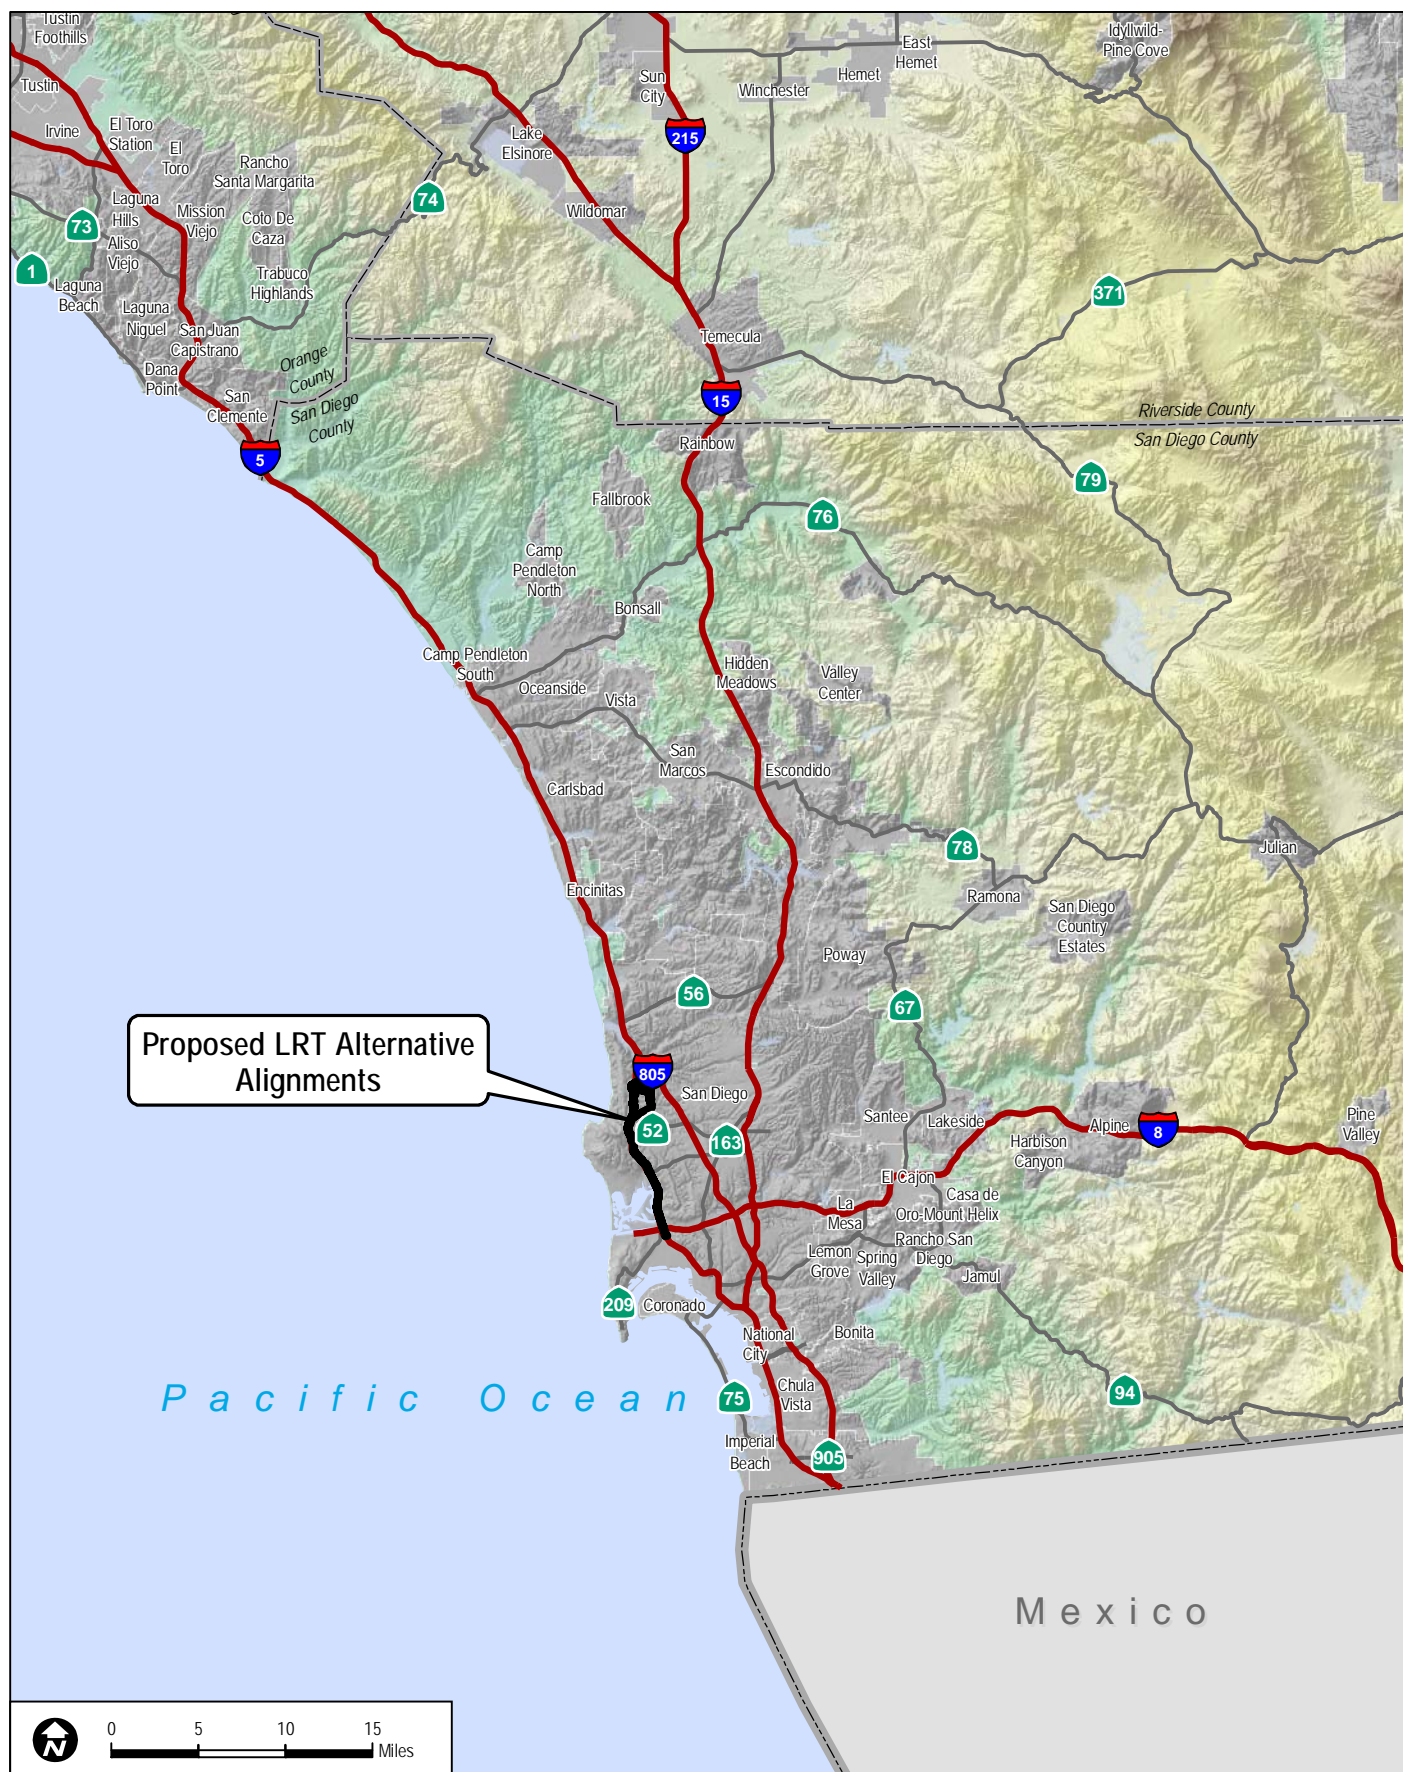 Tustin
Foothills
Tustin
Irvine
El Toro
Station
El
Toro
Rancho
Santa Margarita
Laguna
Hills
Mission
Viejo
Coto De
Caza
Aliso
Viejo
Trabuco
Highlands
Laguna
Beach
Laguna
Niguel
San Juan
Capistrano
Dana
Point
San
Clemente
Orange
County
San Diego
County
73
1
74
5
Lake
Elsinore
Wildomar
Sun
City
215
Winchester
Hemet
East
Hemet
Idyllwild-
Pine Cove
371
Temecula
15
Riverside County
San Diego County
Rainbow
Fallbrook
76
79
Camp
Pendleton
North
Bonsall
Camp Pendleton
South
Oceanside
Vista
Hidden
Meadows
Valley
Center
San
Marcos
Escondido
Carlsbad
78
Julian
Encinitas
Ramona
San Diego
Country
Estates
Poway
56
67
Proposed LRT Alternative
Alignments
805
San Diego
52
163
Santee
Lakeside
Harbison
Canyon
Alpine
8
Pine
Valley
El Cajon
La
Mesa
Casa de
Oro-Mount Helix
Rancho San
Diego
Lemon
Grove
Spring
Valley
Jamul
209
Coronado
National
City
Bonita
Pacific Ocean
75
Chula
Vista
94
Imperial
Beach
905
Mexico
N
0 5 10 15
Miles